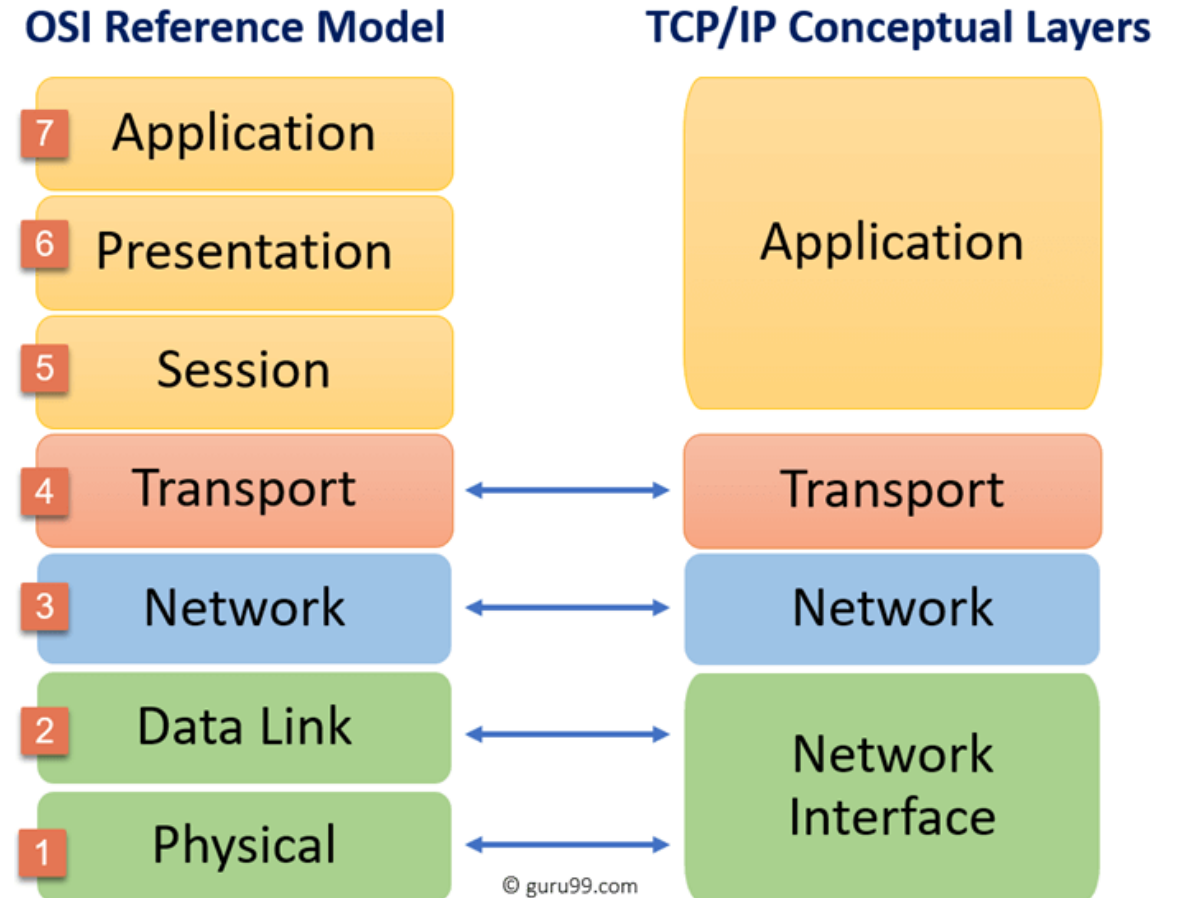 OSI Reference Model
TCP/IP Conceptual Layers
7
Application
6
Presentation
5
Session
4
Transport
3
Network
2
Data Link
1
Physical
Application
Transport
Network
Network
Interface
© guru99.com